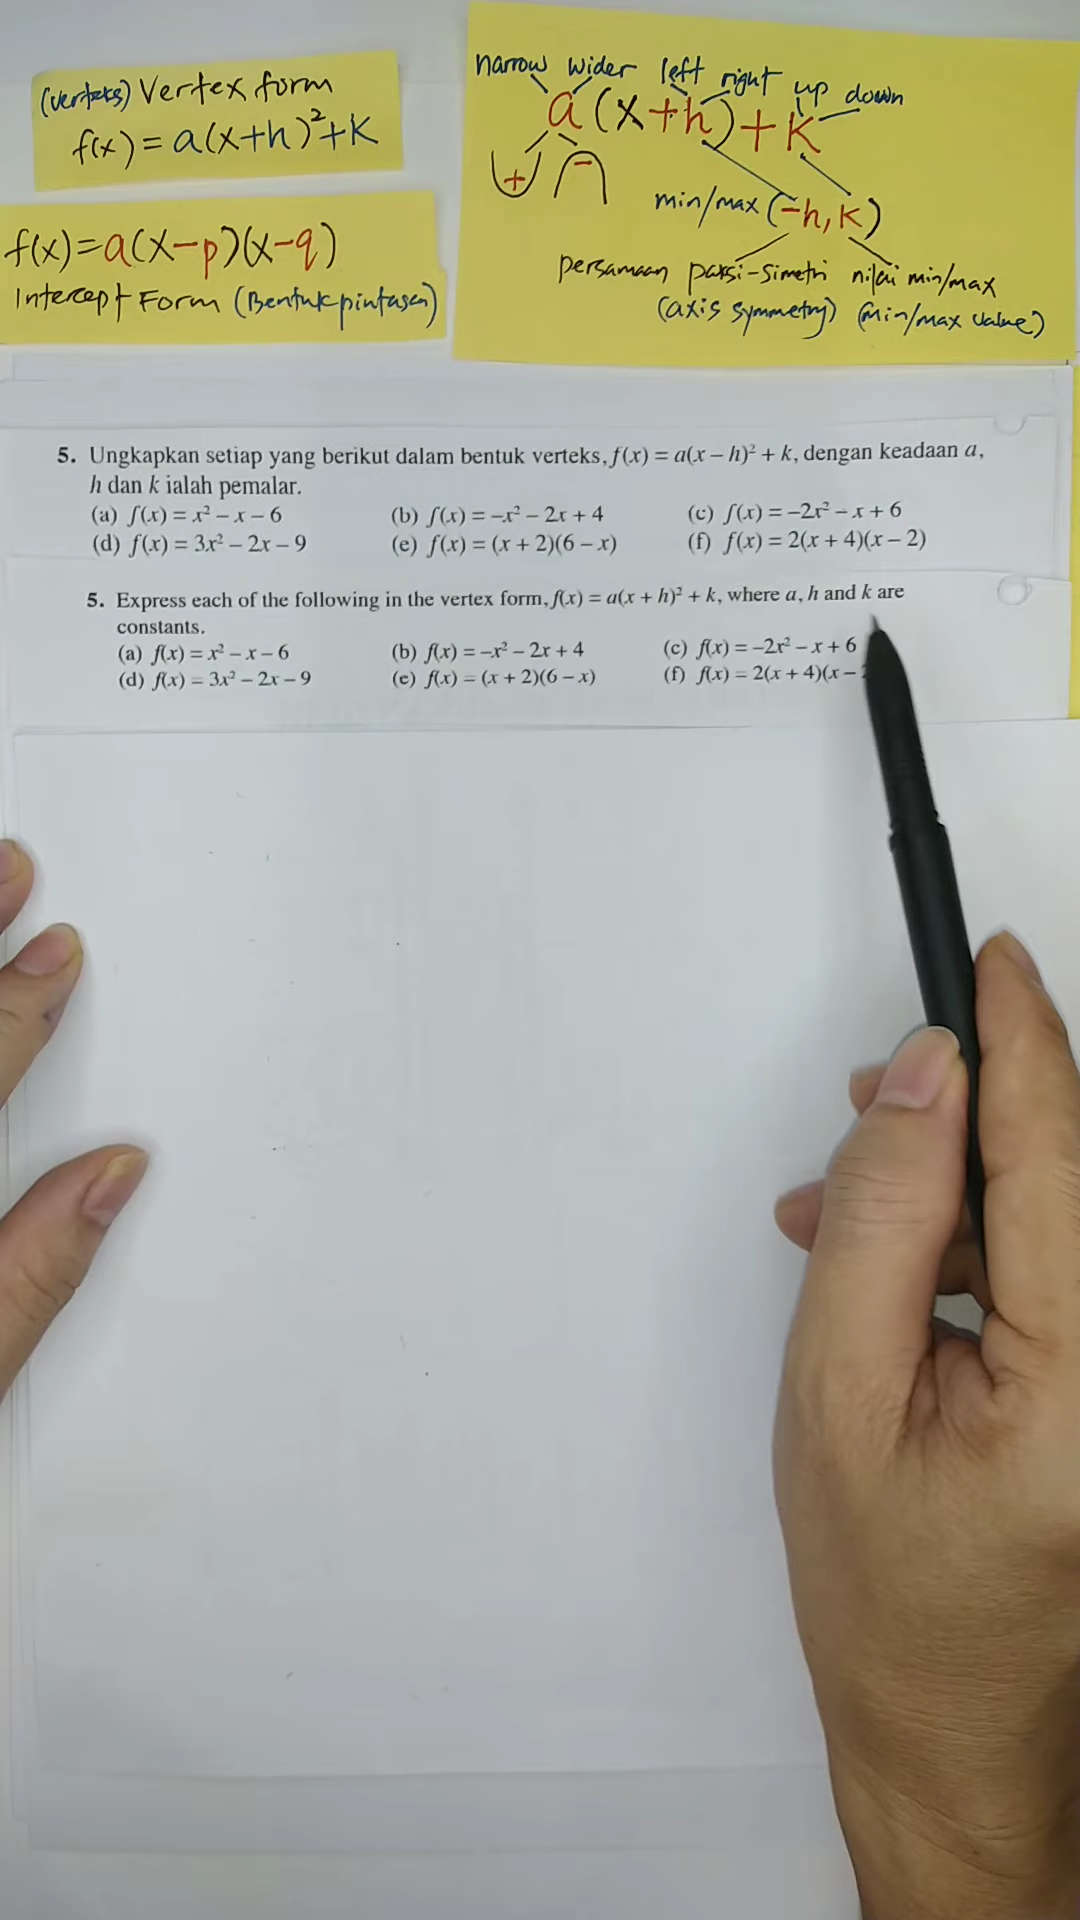 (verteks) Vertex form
f(x) = a(x+h)²+K
f(x)=a(x-p)(x-q)
Intercept Form (Bentuk pintasan)
narrow wider left right up down
a(x+h)+K
+ -
min/max (-h, K)
persamaan paksi-simetri nilai min/max
(axis symmetry) (min/max value)
5. Ungkapkan setiap yang berikut dalam bentuk verteks, f(x) = a(x – h)² + k, dengan keadaan a,
h dan k ialah pemalar.
(a) f(x) = x² – x – 6 (b) f(x) = –x² – 2x + 4 (c) f(x) = –2x² – x + 6
(d) f(x) = 3x² – 2x – 9 (e) f(x) = (x + 2)(6 – x) (f) f(x) = 2(x + 4)(x – 2)
5. Express each of the following in the vertex form, f(x) = a(x + h)² + k, where a, h and k are
constants.
(a) f(x) = x² – x – 6 (b) f(x) = –x² – 2x + 4 (c) f(x) = –2x² – x + 6
(d) f(x) = 3x² – 2x – 9 (e) f(x) = (x + 2)(6 – x) (f) f(x) = 2(x + 4)(x –